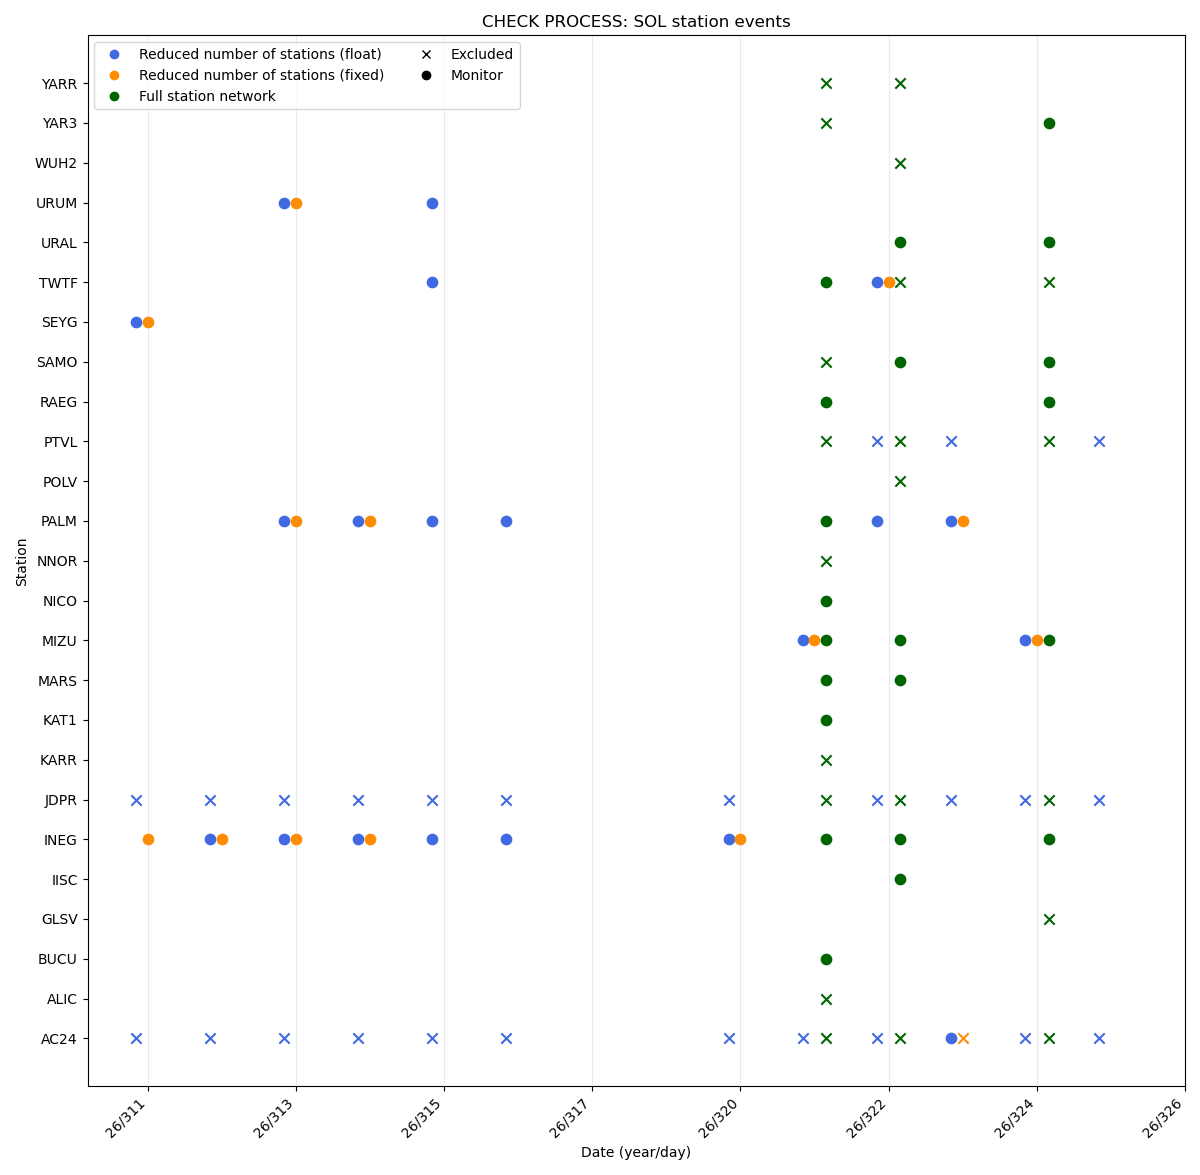 CHECK PROCESS: SOL station events
Reduced number of stations (float)
Reduced number of stations (fixed)
Full station network
Excluded
Monitor
Station
YARR
YAR3
WUH2
URUM
URAL
TWTF
SEYG
SAMO
RAEG
PTVL
POLV
PALM
NNOR
NICO
MIZU
MARS
KAT1
KARR
JDPR
INEG
IISC
GLSV
BUCU
ALIC
AC24
26/311
26/313
26/315
26/317
26/320
26/322
26/324
26/326
Date (year/day)